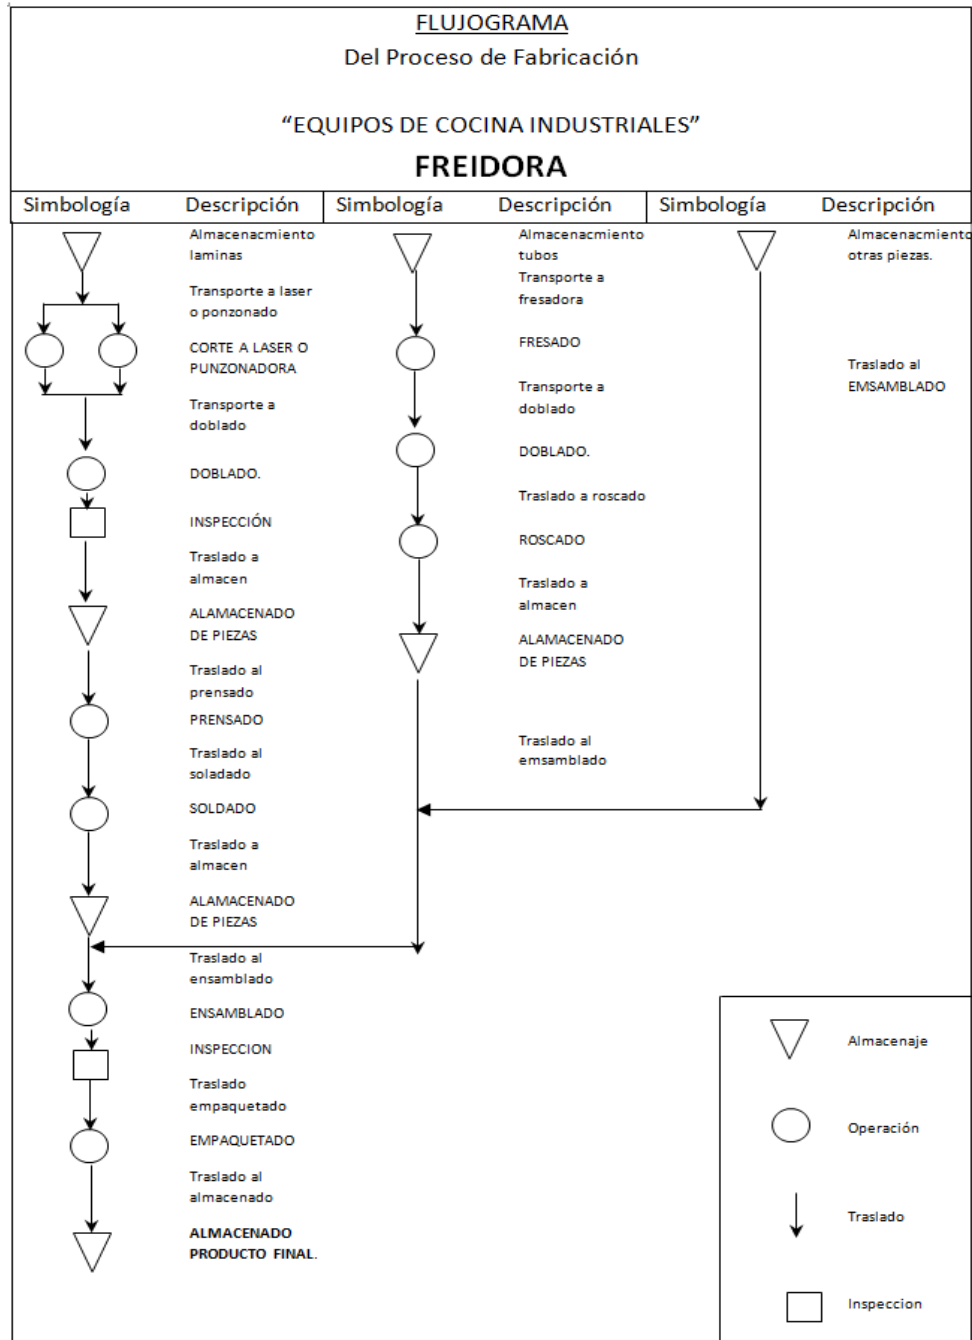 FLUJOGRAMA
Del Proceso de Fabricación
“EQUIPOS DE COCINA INDUSTRIALES”
FREIDORA
Simbología Descripción Simbología Descripción Simbología Descripción
Almacenacmiento
laminas
Transporte a laser
o ponzonado
CORTE A LASER O
PUNZONADORA
Transporte a
doblado
DOBLADO.
INSPECCIÓN
Traslado a
almacen
ALAMACENADO
DE PIEZAS
Traslado al
prensado
PRENSADO
Traslado al
soladado
SOLDADO
Traslado a
almacen
ALAMACENADO
DE PIEZAS
Traslado al
ensamblado
ENSAMBLADO
INSPECCION
Traslado
empaquetado
EMPAQUETADO
Traslado al
almacenado
ALMACENADO
PRODUCTO FINAL.
Almacenacmiento
tubos
Transporte a
fresadora
FRESADO
Transporte a
doblado
DOBLADO.
Traslado a roscado
ROSCADO
Traslado a
almacen
ALAMACENADO
DE PIEZAS
Traslado al
emsamblado
Almacenacmiento
otras piezas.
Traslado al
EMSAMBLADO
Almacenaje
Operación
Traslado
Inspeccion